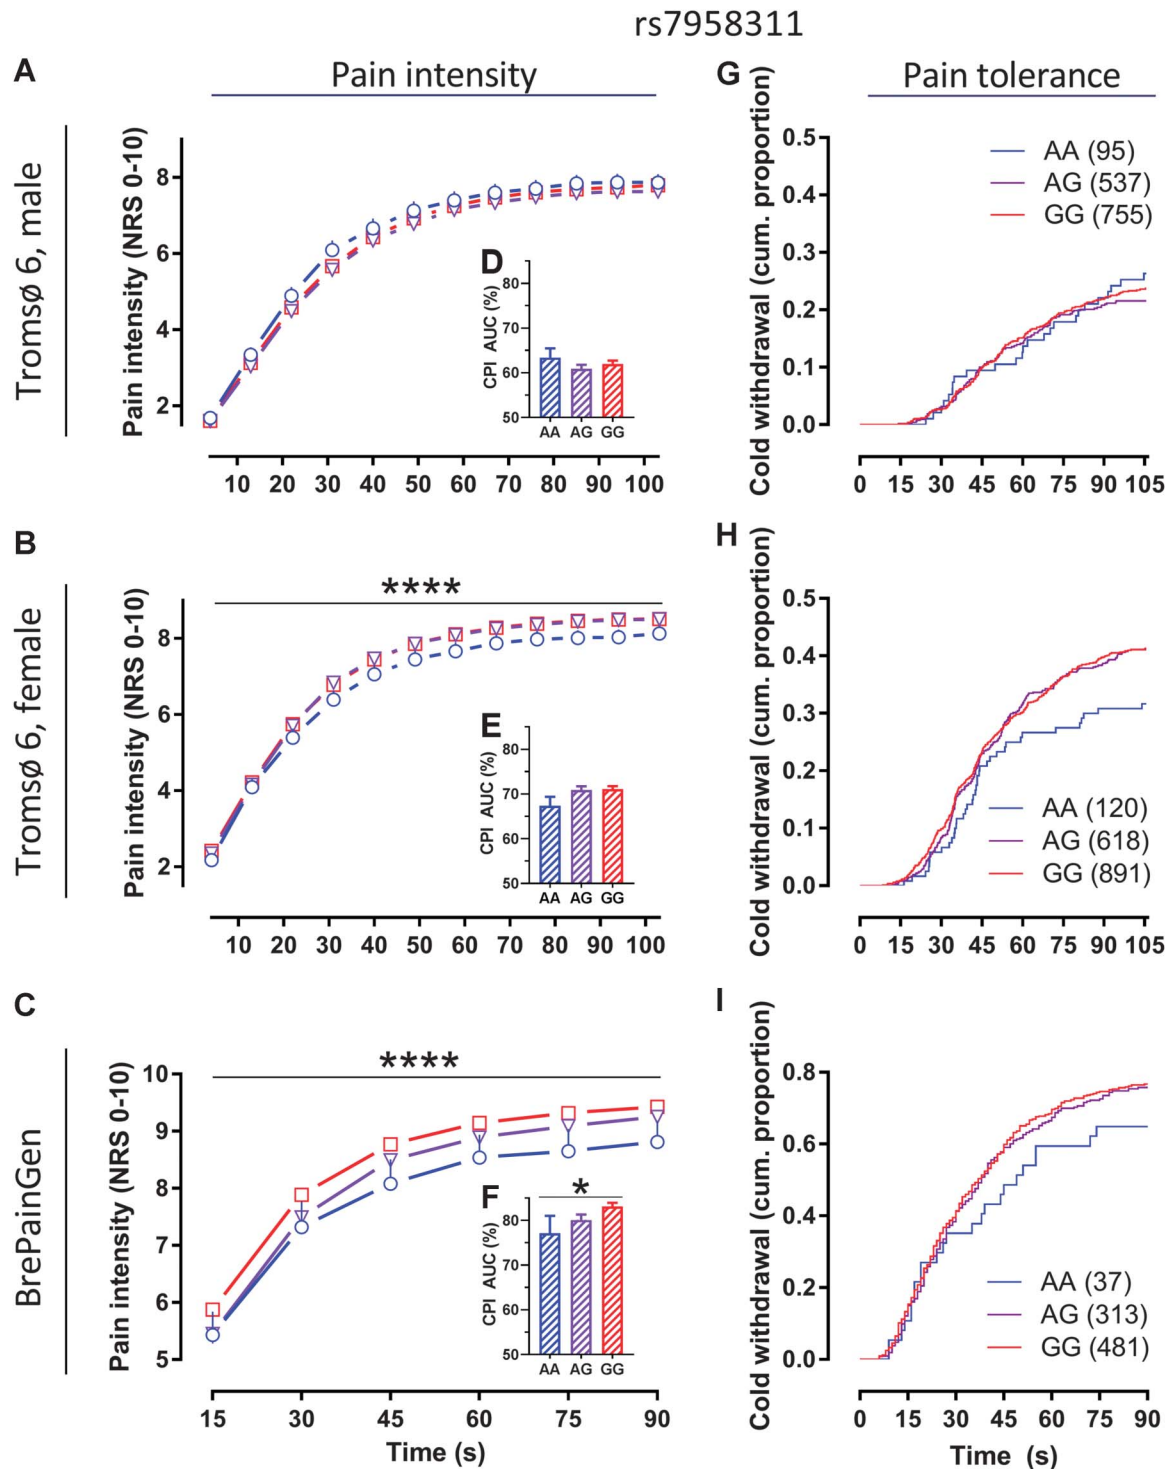 rs7958311
Pain intensity
Pain tolerance
A
Tromsø 6, male
Pain intensity (NRS 0-10)
8
6
4
2
10 20 30 40 50 60 70 80 90 100
D
CPI AUC (%)
80
70
60
50
AA AG GG
G
Cold withdrawal (cum. proportion)
0.5
0.4
0.3
0.2
0.1
0.0
AA (95)
AG (537)
GG (755)
0 15 30 45 60 75 90 105
B
Tromsø 6, female
Pain intensity (NRS 0-10)
****
8
6
4
2
10 20 30 40 50 60 70 80 90 100
E
CPI AUC (%)
80
70
60
50
AA AG GG
H
Cold withdrawal (cum. proportion)
0.5
0.4
0.3
0.2
0.1
0.0
AA (120)
AG (618)
GG (891)
0 15 30 45 60 75 90 105
C
BrePainGen
Pain intensity (NRS 0-10)
****
10
9
8
7
6
5
15 30 45 60 75 90
Time (s)
F
*
CPI AUC (%)
80
70
60
50
AA AG GG
I
Cold withdrawal (cum. proportion)
0.8
0.6
0.4
0.2
0.0
AA (37)
AG (313)
GG (481)
0 15 30 45 60 75 90
Time (s)